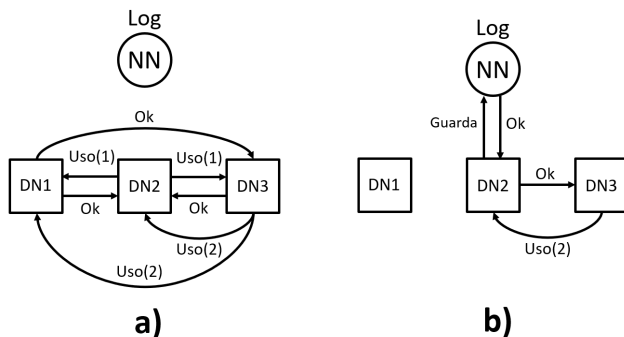 Log
NN
Ok
Uso(1)
Uso(1)
DN1
DN2
DN3
Ok
Ok
Uso(2)
Uso(2)
a)
Log
NN
Guarda
Ok
DN1
DN2
Ok
DN3
Uso(2)
b)